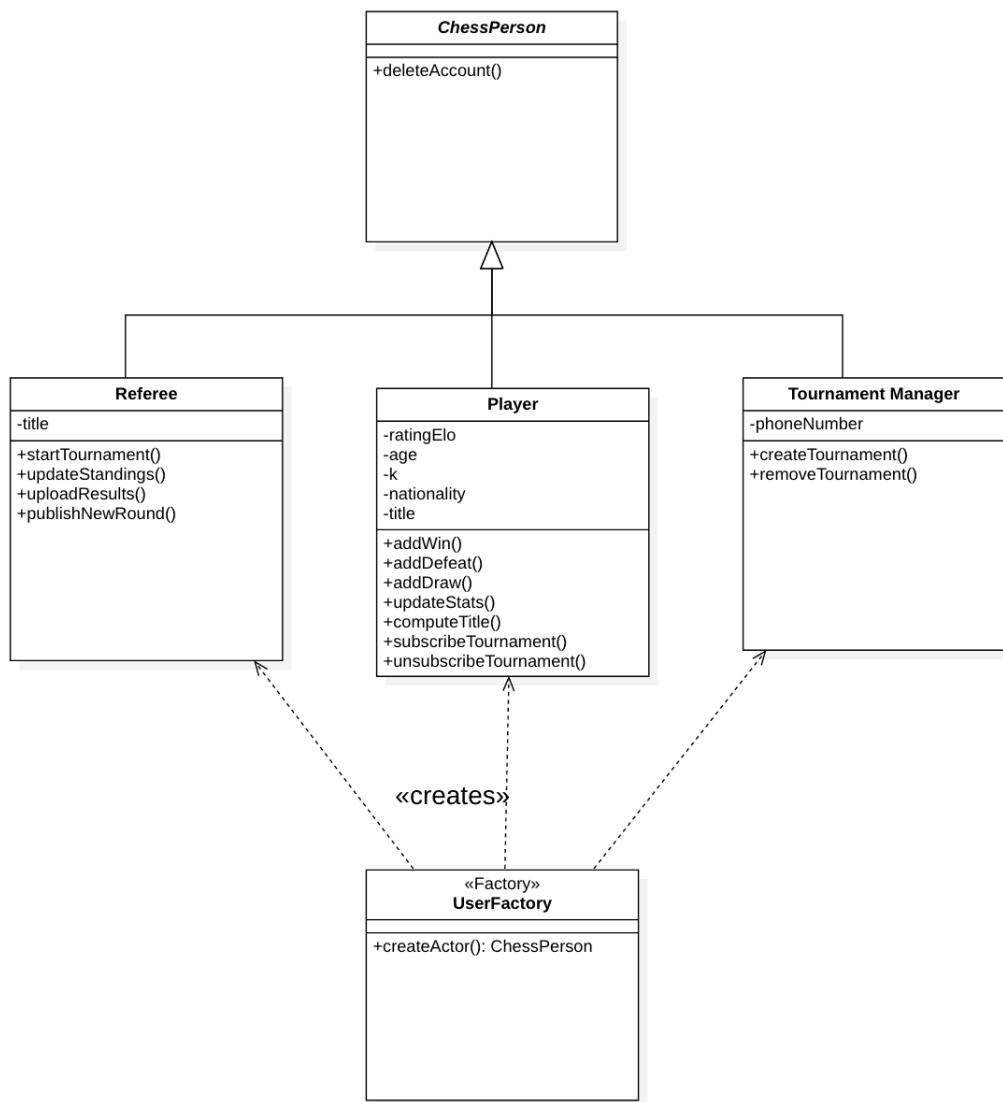 ChessPerson
+deleteAccount()
Referee
-title
+startTournament()
+updateStandings()
+uploadResults()
+publishNewRound()
Player
-ratingElo
-age
-k
-nationality
-title
+addWin()
+addDefeat()
+addDraw()
+updateStats()
+computeTitle()
+subscribeTournament()
+unsubscribeTournament()
Tournament Manager
-phoneNumber
+createTournament()
+removeTournament()
«creates»
«Factory»
UserFactory
+createActor(): ChessPerson